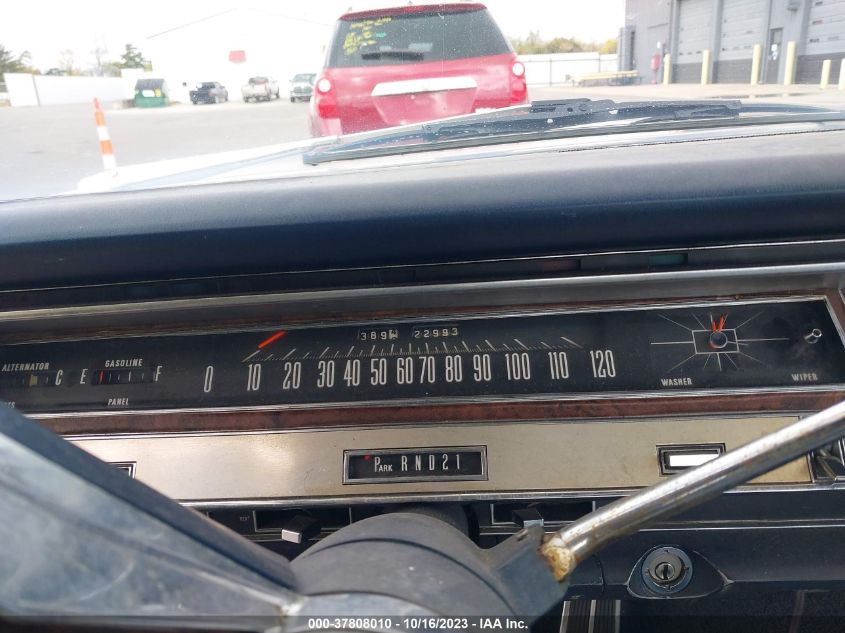 389 22993
ALTERNATOR C E GASOLINE F 0 10 20 30 40 50 60 70 80 90 100 110 120
PANEL WASHER WIPER
PARK R N D 2 1
000-37808010 / 10/16/2023 / IAA Inc.